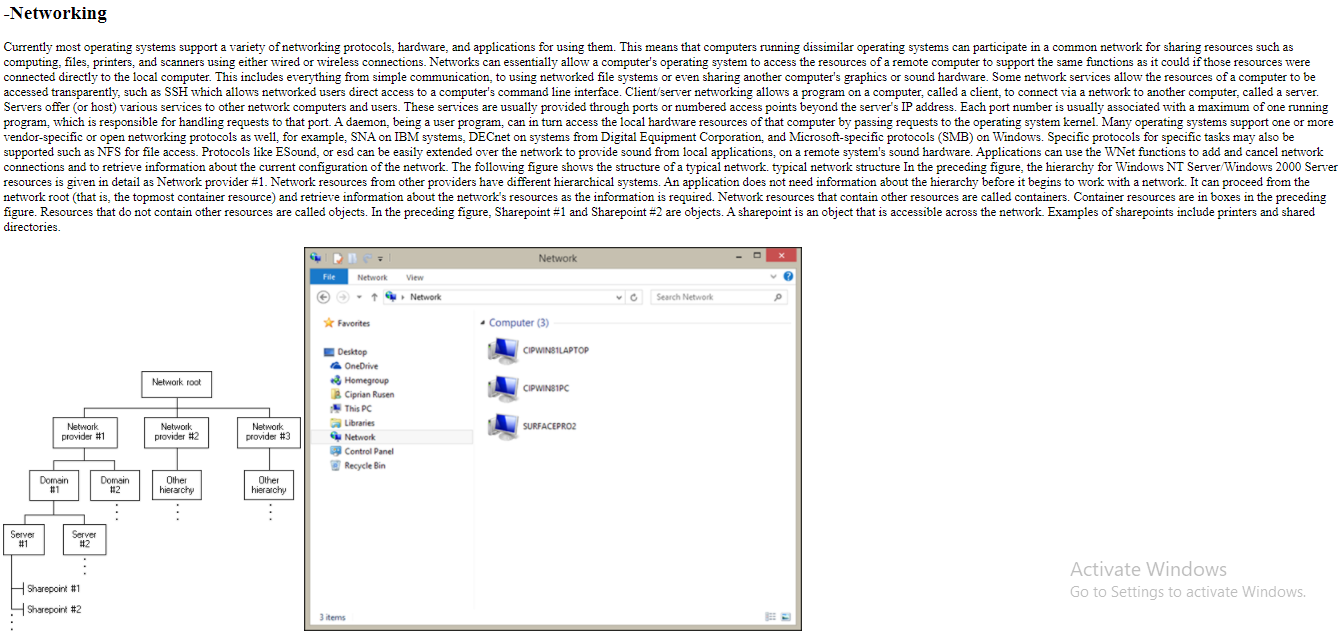 -Networking
Currently most operating systems support a variety of networking protocols, hardware, and applications for using them. This means that computers running dissimilar operating systems can participate in a common network for sharing resources such as
computing, files, printers, and scanners using either wired or wireless connections. Networks can essentially allow a computer's operating system to access the resources of a remote computer to support the same functions as it could if those resources were
connected directly to the local computer. This includes everything from simple communication, to using networked file systems or even sharing another computer's graphics or sound hardware. Some network services allow the resources of a computer to be
accessed transparently, such as SSH which allows networked users direct access to a computer's command line interface. Client/server networking allows a program on a computer, called a client, to connect via a network to another computer, called a server.
Servers offer (or host) various services to other network computers and users. These services are usually provided through ports or numbered access points beyond the server's IP address. Each port number is usually associated with a maximum of one running
program, which is responsible for handling requests to that port. A daemon, being a user program, can in turn access the local hardware resources of that computer by passing requests to the operating system kernel. Many operating systems support one or more
vendor-specific or open networking protocols as well, for example, SNA on IBM systems, DECnet on systems from Digital Equipment Corporation, and Microsoft-specific protocols (SMB) on Windows. Specific protocols for specific tasks may also be
supported such as NFS for file access. Protocols like ESound, or esd can be easily extended over the network to provide sound from local applications, on a remote system's sound hardware. Applications can use the WNet functions to add and cancel network
connections and to retrieve information about the current configuration of the network. The following figure shows the structure of a typical network. typical network structure In the preceding figure, the hierarchy for Windows NT Server/Windows 2000 Server
resources is given in detail as Network provider #1. Network resources from other providers have different hierarchical systems. An application does not need information about the hierarchy before it begins to work with a network. It can proceed from the
network root (that is, the topmost container resource) and retrieve information about the network's resources as the information is required. Network resources that contain other resources are called containers. Container resources are in boxes in the preceding
figure. Resources that do not contain other resources are called objects. In the preceding figure, Sharepoint #1 and Sharepoint #2 are objects. A sharepoint is an object that is accessible across the network. Examples of sharepoints include printers and shared
directories.
Network root
Network
provider #1
Network
provider #2
Network
provider #3
Domain
#1
Domain
#2
Other
hierarchy
Other
hierarchy
Server
#1
Server
#2
Sharepoint #1
Sharepoint #2
Network
File Network View
Network
Search Network
Favorites
Desktop
OneDrive
Homegroup
Ciprian Rusen
This PC
Libraries
Network
Control Panel
Recycle Bin
Computer (3)
CIPWIN81LAPTOP
CIPWIN81PC
SURFACEPRO2
3 items
Activate Windows
Go to Settings to activate Windows.